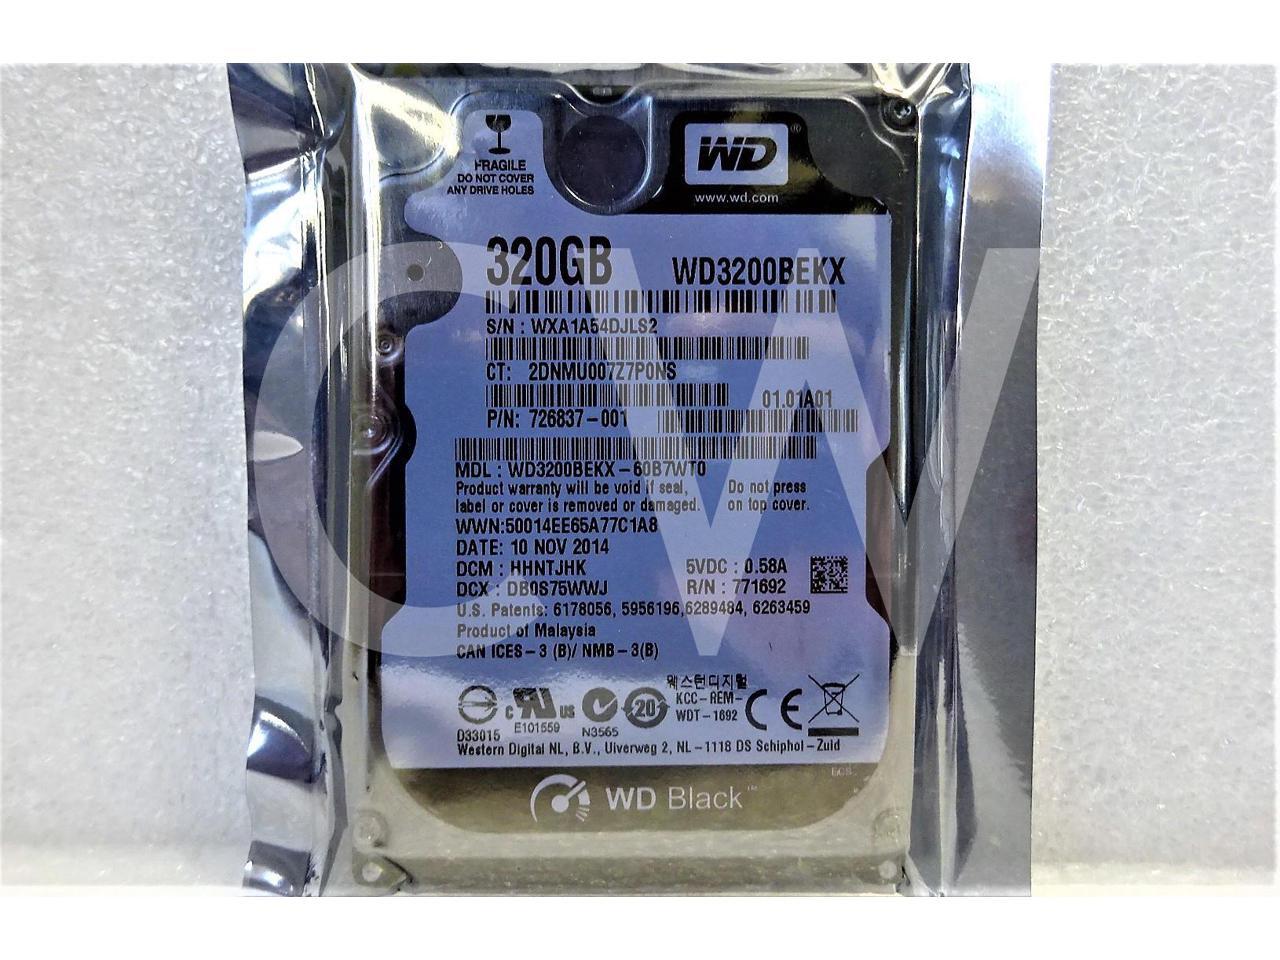 FRAGILE
DO NOT COVER
ANY DRIVE HOLES
WD®
www.wd.com
320GB WD3200BEKX
S/N : WXA1A54DJLS2
CT: 2DNMU007Z7P0NS
01.01A01
P/N: 726837-001
MDL : WD3200BEKX-60B7WT0
Product warranty will be void if seal, Do not press
label or cover is removed or damaged. on top cover.
WWN:50014EE65A77C1A8
DATE: 10 NOV 2014
DCM : HHNTJHK 5VDC : 0.58A
DCX : DB0S75WWJ R/N : 771692
U.S. Patents: 6178056, 5956196,6289484, 6263459
Product of Malaysia
CAN ICES-3 (B)/ NMB-3(B)
웨스턴디지털
KCC-REM-
WDT-1692
20
CE
c UR us
D33015 E101559 N3565
Western Digital NL, B.V., Uiverweg 2, NL-1118 DS Schiphol-Zuid
WD Black™
CW